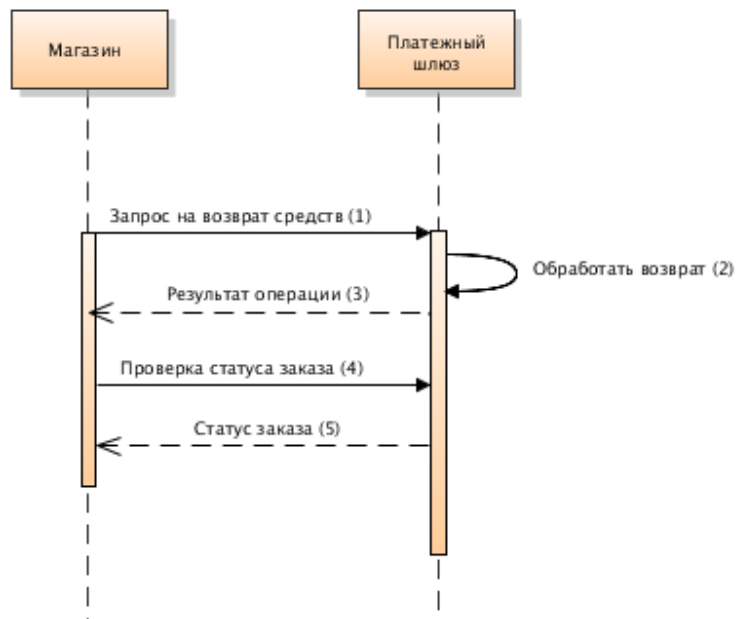 Магазин
Платежный
шлюз
Запрос на возврат средств (1)
Обработать возврат (2)
Результат операции (3)
Проверка статуса заказа (4)
Статус заказа (5)